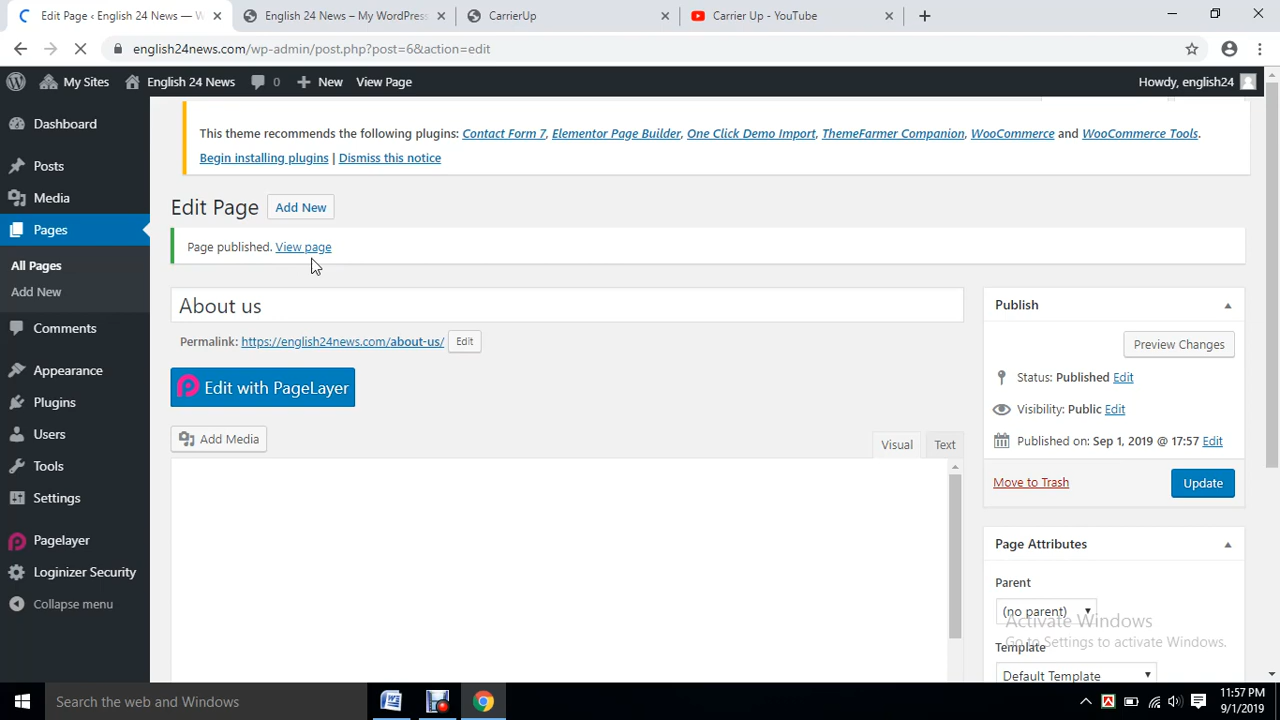 Page ‹ English 24 News — W
English 24 News – My WordPress
CarrierUp
Carrier Up - YouTube
english24news.com/wp-admin/post.php?post=6&action=edit
My Sites
English 24 News
0
New
View Page
Howdy, english24
This theme recommends the following plugins: Contact Form 7, Elementor Page Builder, One Click Demo Import, ThemeFarmer Companion, WooCommerce and WooCommerce Tools.
Begin installing plugins | Dismiss this notice
Dashboard
Posts
Media
Pages
All Pages
Add New
Comments
Appearance
Plugins
Users
Tools
Settings
Pagelayer
Loginizer Security
Collapse menu
Edit Page
Add New
Page published. View page
About us
Permalink: https://english24news.com/about-us/
Edit
Edit with PageLayer
Add Media
Visual
Text
Publish
Preview Changes
Status: Published Edit
Visibility: Public Edit
Published on: Sep 1, 2019 @ 17:57 Edit
Move to Trash
Update
Page Attributes
Parent
(no parent)
Activate Windows
Go to Settings to activate Windows.
Template
Default Template
Search the web and Windows
11:57 PM
9/1/2019